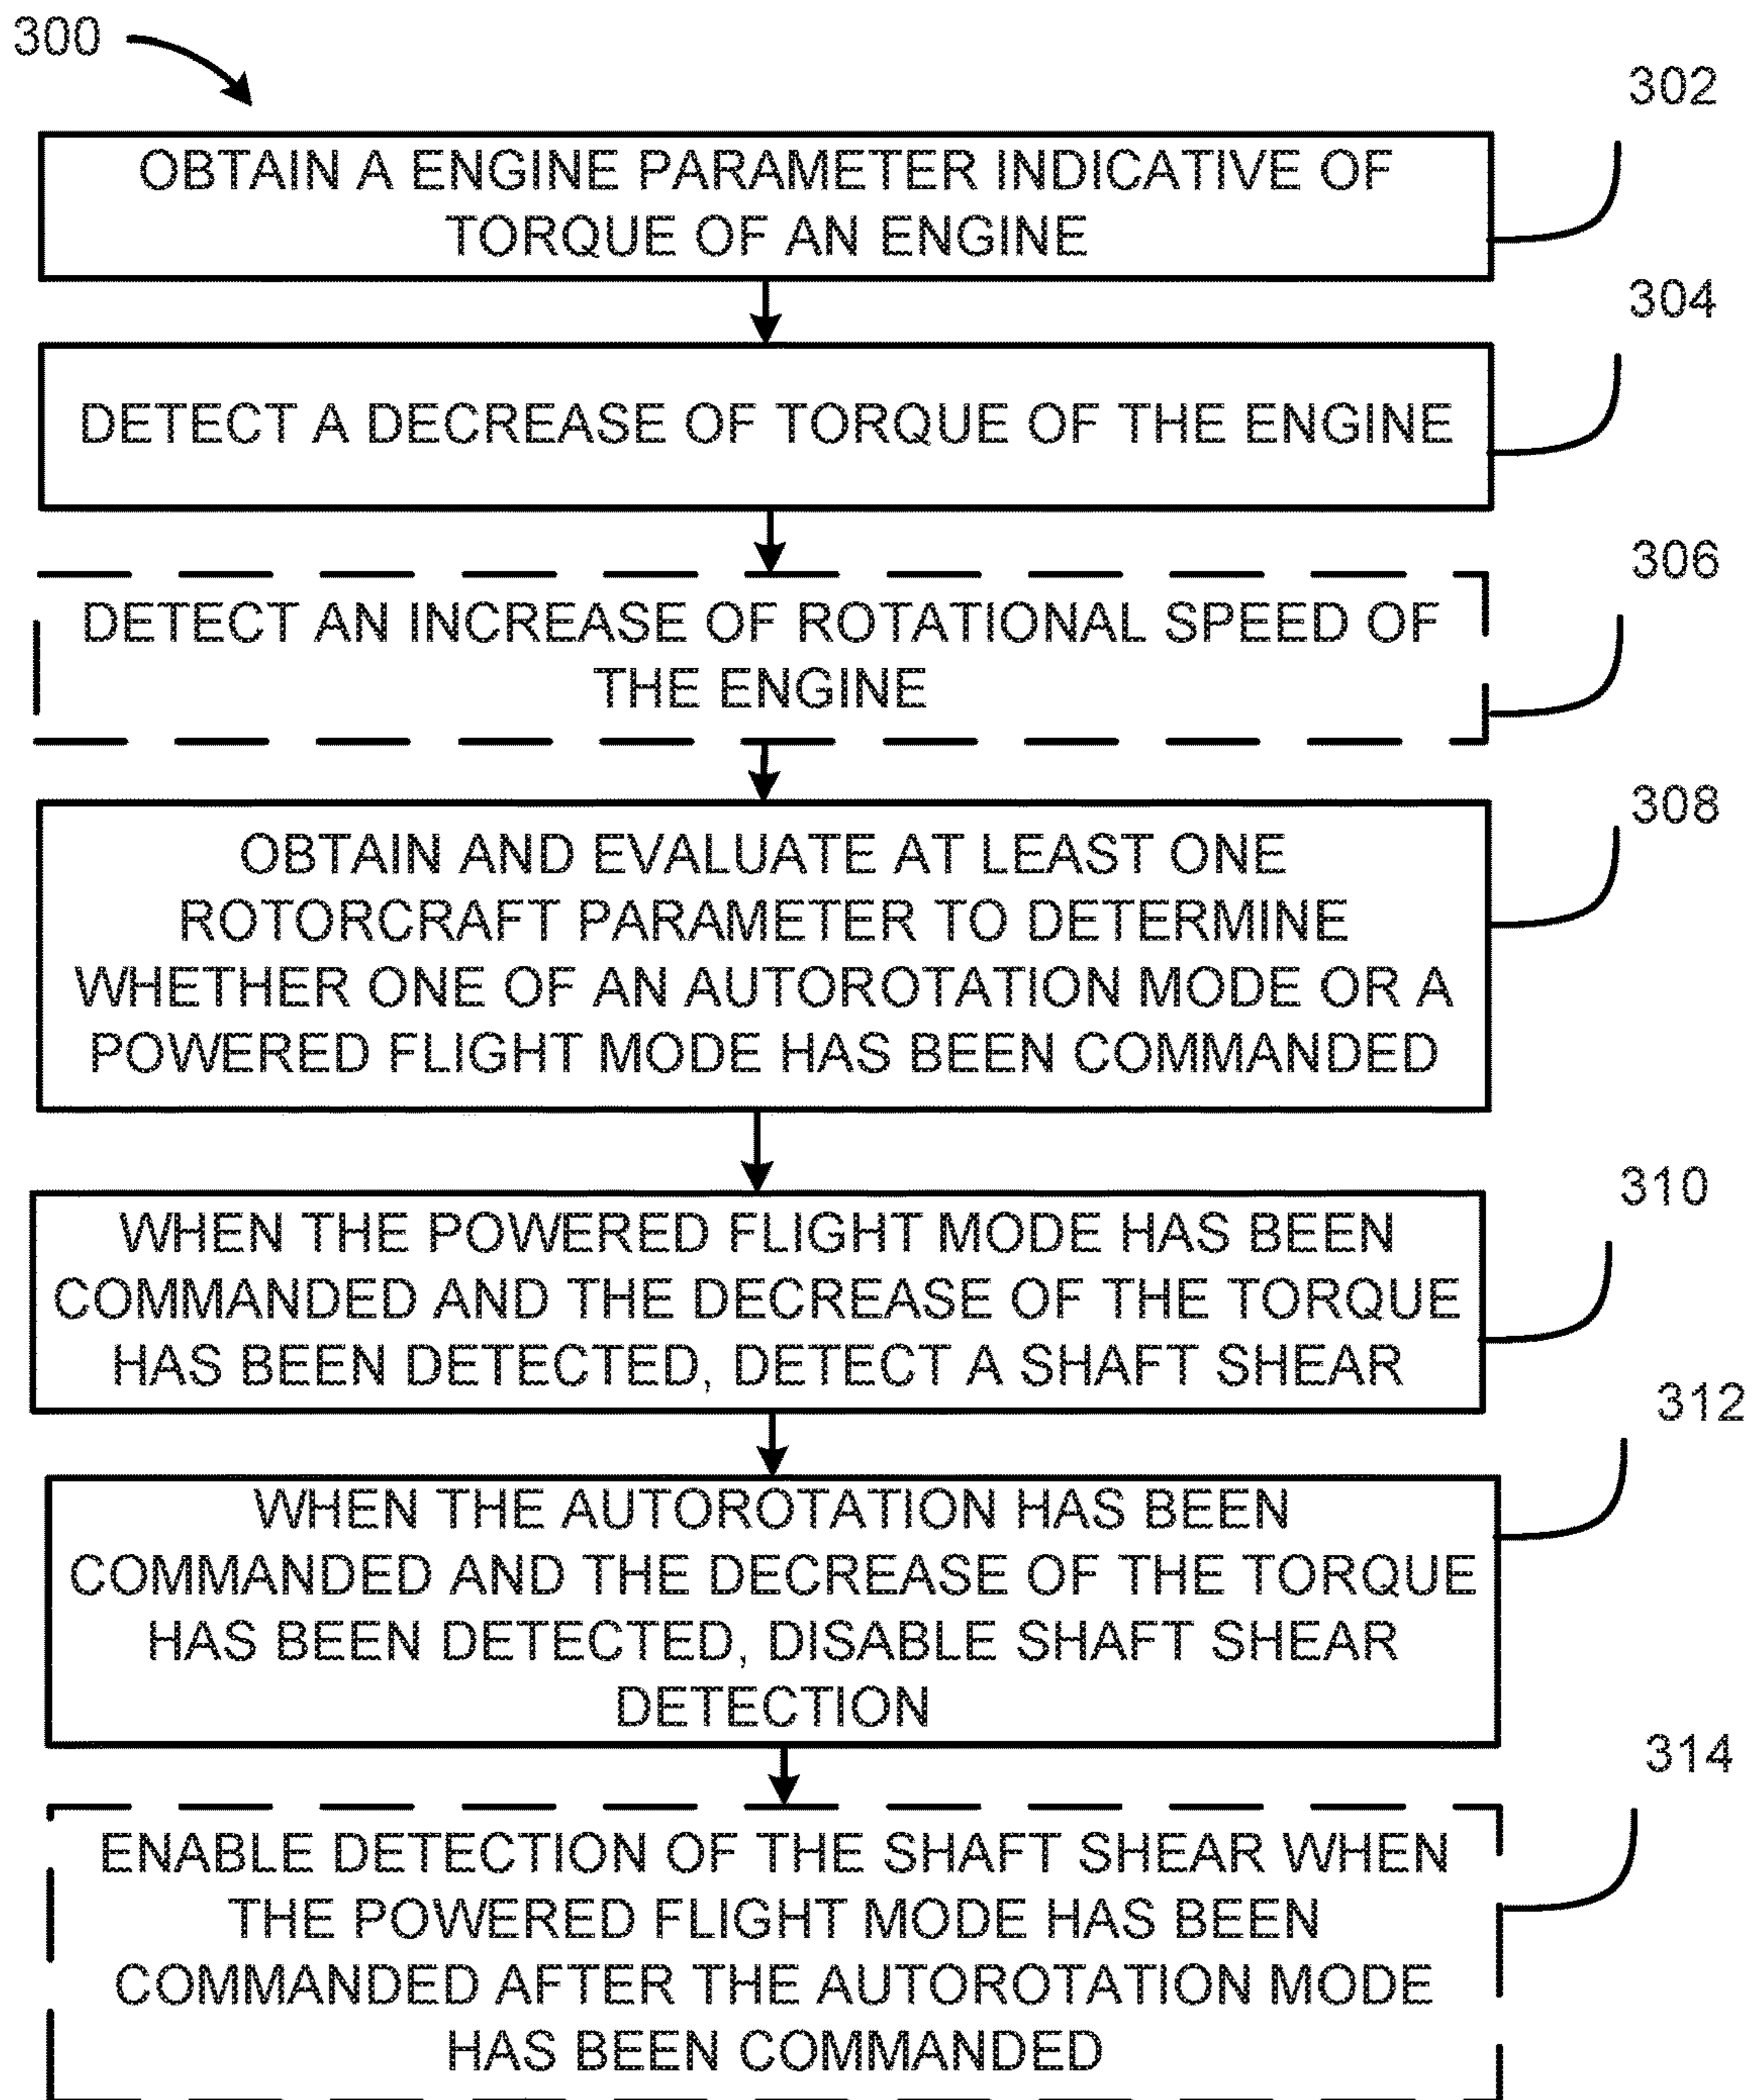 300
302
OBTAIN A ENGINE PARAMETER INDICATIVE OF
TORQUE OF AN ENGINE
304
DETECT A DECREASE OF TORQUE OF THE ENGINE
306
DETECT AN INCREASE OF ROTATIONAL SPEED OF
THE ENGINE
308
OBTAIN AND EVALUATE AT LEAST ONE
ROTORCRAFT PARAMETER TO DETERMINE
WHETHER ONE OF AN AUTOROTATION MODE OR A
POWERED FLIGHT MODE HAS BEEN COMMANDED
310
WHEN THE POWERED FLIGHT MODE HAS BEEN
COMMANDED AND THE DECREASE OF THE TORQUE
HAS BEEN DETECTED, DETECT A SHAFT SHEAR
312
WHEN THE AUTOROTATION HAS BEEN
COMMANDED AND THE DECREASE OF THE TORQUE
HAS BEEN DETECTED, DISABLE SHAFT SHEAR
DETECTION
314
ENABLE DETECTION OF THE SHAFT SHEAR WHEN
THE POWERED FLIGHT MODE HAS BEEN
COMMANDED AFTER THE AUTOROTATION MODE
HAS BEEN COMMANDED